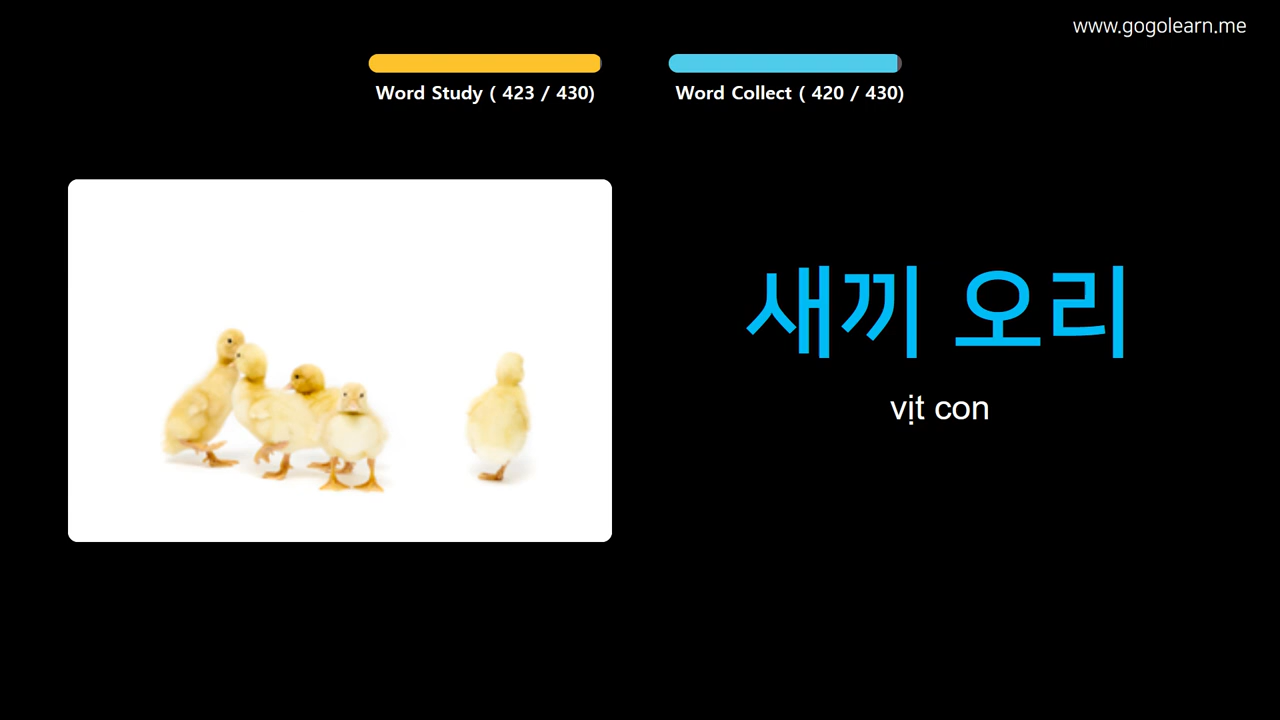 www.gogolearn.me
Word Study ( 423 / 430)
Word Collect ( 420 / 430)
새끼 오리
vịt con